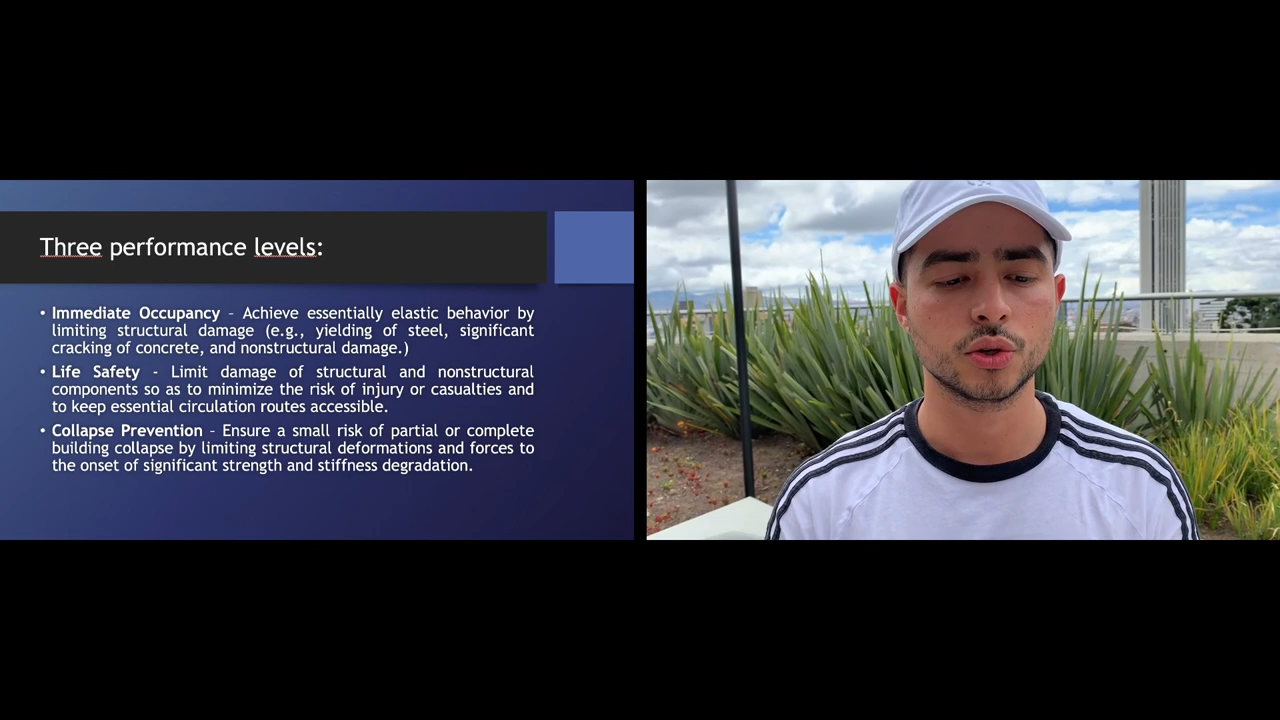 Three performance levels:
• Immediate Occupancy – Achieve essentially elastic behavior by
limiting structural damage (e.g., yielding of steel, significant
cracking of concrete, and nonstructural damage.)
• Life Safety - Limit damage of structural and nonstructural
components so as to minimize the risk of injury or casualties and
to keep essential circulation routes accessible.
• Collapse Prevention – Ensure a small risk of partial or complete
building collapse by limiting structural deformations and forces to
the onset of significant strength and stiffness degradation.